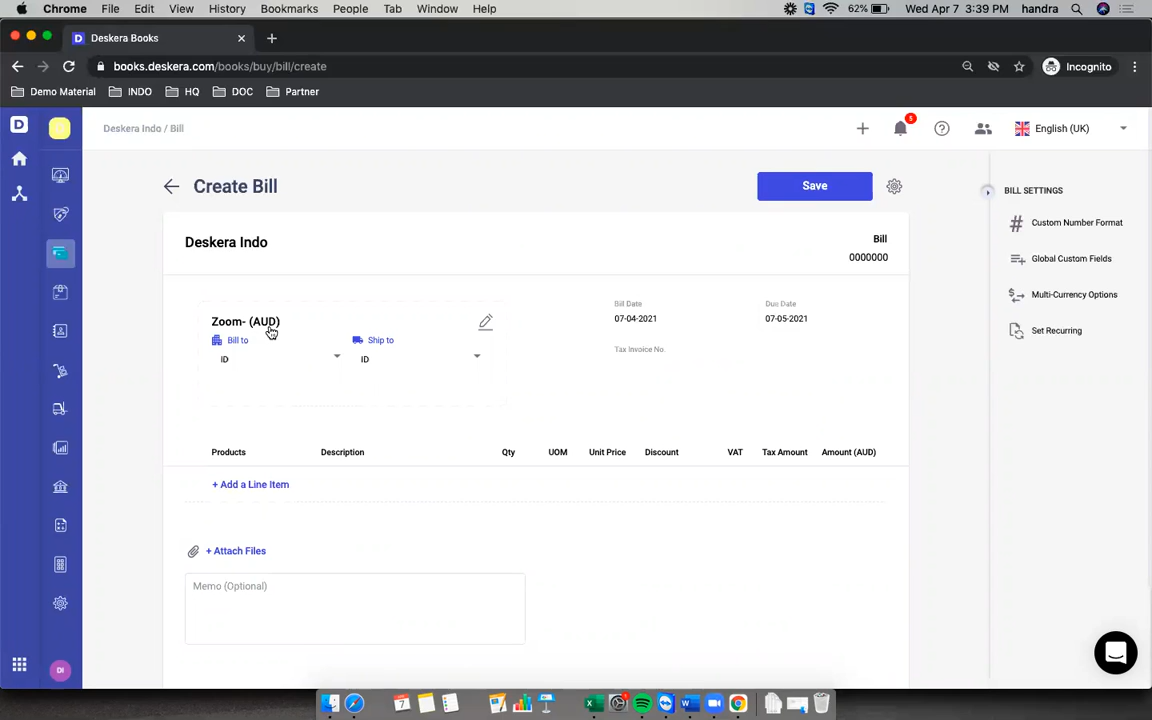 Chrome File Edit View History Bookmarks People Tab Window Help 62% Wed Apr 7 3:39 PM handra
Deskera Books
books.deskera.com/books/buy/bill/create Incognito
Demo Material INDO HQ DOC Partner
Deskera Indo / Bill 5 English (UK)
Create Bill Save
BILL SETTINGS
Custom Number Format
Global Custom Fields
Multi-Currency Options
Set Recurring
Deskera Indo Bill
0000000
Zoom- (AUD)
Bill to Ship to
ID ID
Bill Date Due Date
07-04-2021 07-05-2021
Tax Invoice No.
Products Description Qty UOM Unit Price Discount VAT Tax Amount Amount (AUD)
+ Add a Line Item
+ Attach Files
Memo (Optional)
DI